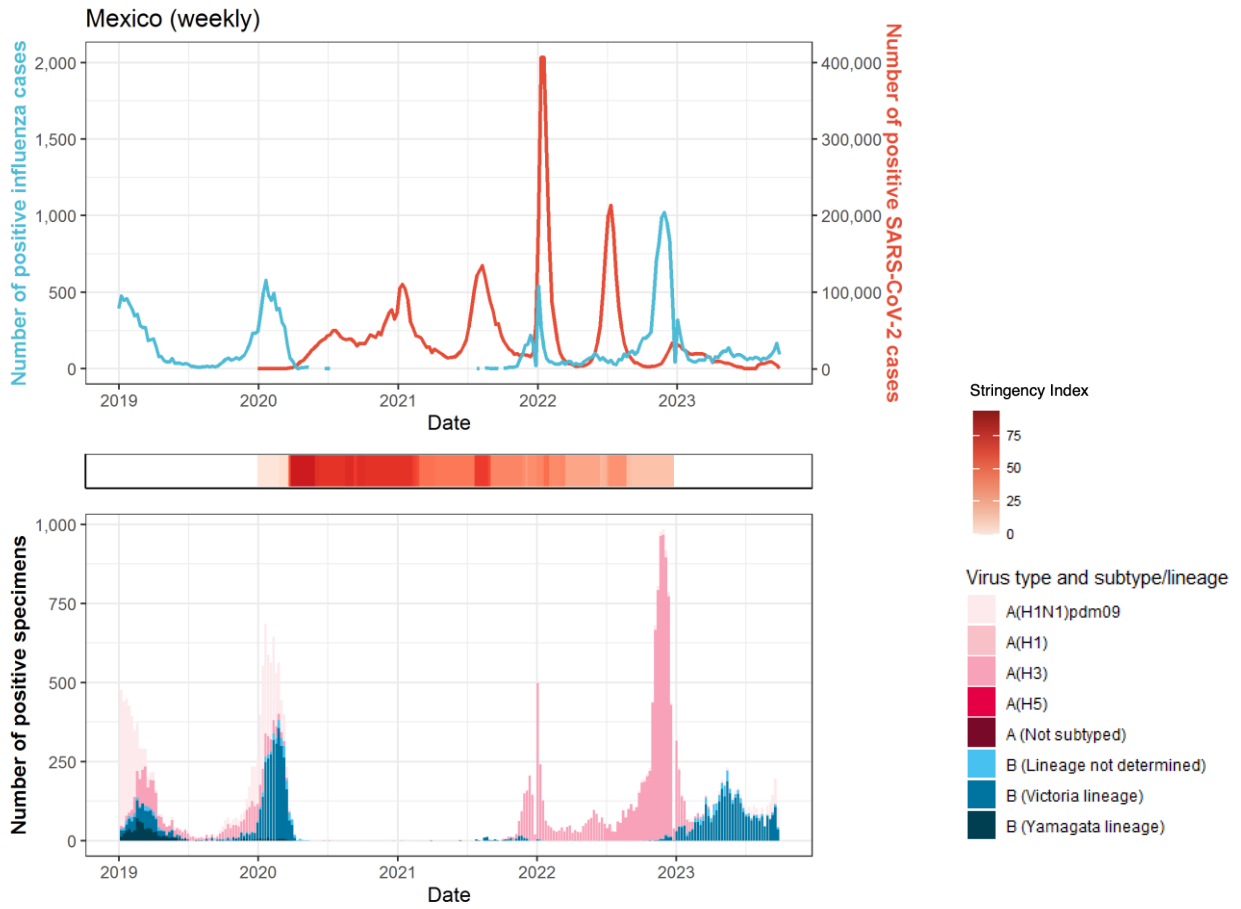 Mexico (weekly)
Number of positive influenza cases
2,000
1,500
1,000
500
0
400,000
300,000
200,000
100,000
0
Number of positive SARS-CoV-2 cases
2019 2020 2021 2022 2023
Date
Stringency Index
75
50
25
0
Number of positive specimens
1,000
750
500
250
0
2019 2020 2021 2022 2023
Date
Virus type and subtype/lineage
A(H1N1)pdm09
A(H1)
A(H3)
A(H5)
A (Not subtyped)
B (Lineage not determined)
B (Victoria lineage)
B (Yamagata lineage)